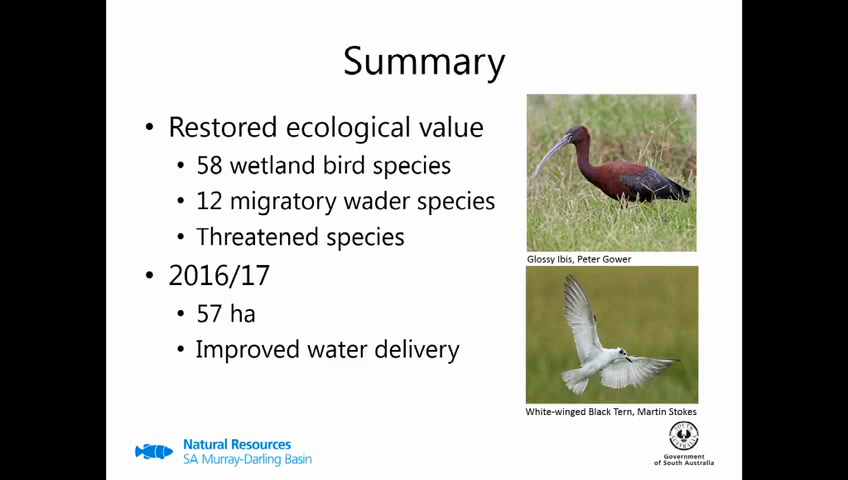 Summary
• Restored ecological value
• 58 wetland bird species
• 12 migratory wader species
• Threatened species
• 2016/17
• 57 ha
• Improved water delivery
Glossy Ibis, Peter Gower
White-winged Black Tern, Martin Stokes
Natural Resources
SA Murray-Darling Basin
Government
of South Australia